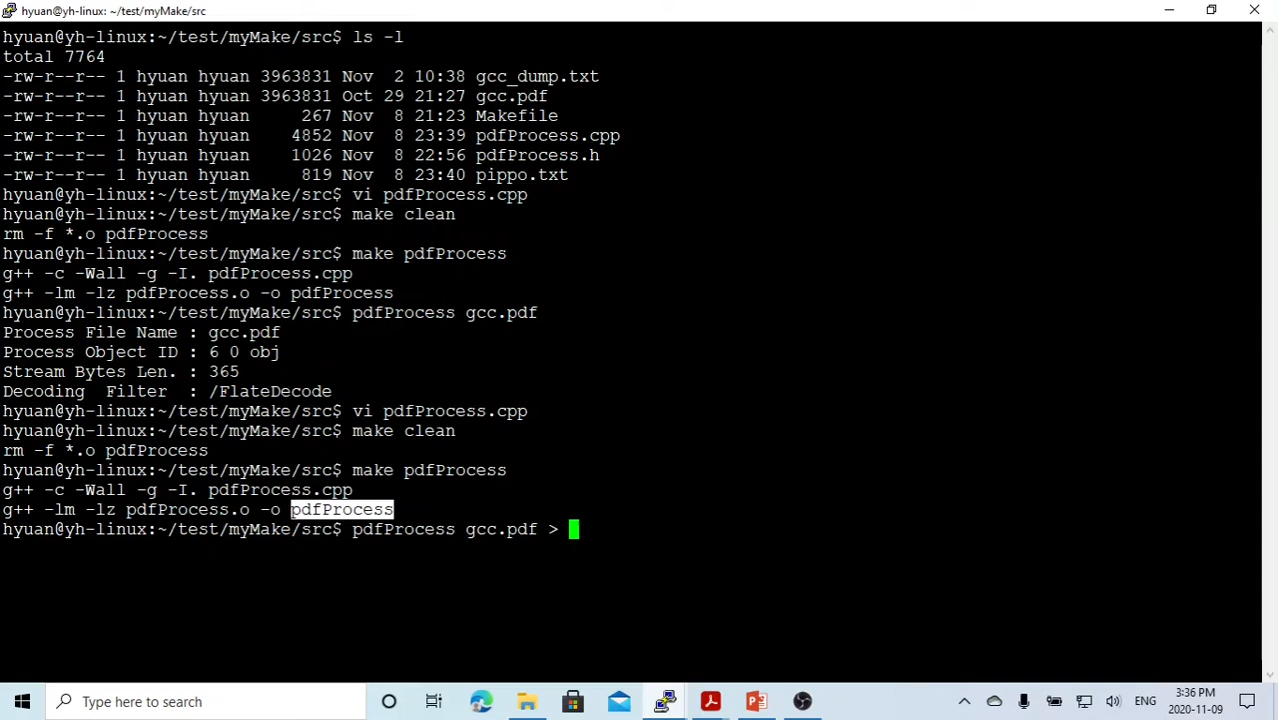 hyuan@yh-linux: ~/test/myMake/src
hyuan@yh-linux:~/test/myMake/src$ ls -l
total 7764
-rw-r--r-- 1 hyuan hyuan 3963831 Nov  2 10:38 gcc_dump.txt
-rw-r--r-- 1 hyuan hyuan 3963831 Oct 29 21:27 gcc.pdf
-rw-r--r-- 1 hyuan hyuan     267 Nov  8 21:23 Makefile
-rw-r--r-- 1 hyuan hyuan    4852 Nov  8 23:39 pdfProcess.cpp
-rw-r--r-- 1 hyuan hyuan    1026 Nov  8 22:56 pdfProcess.h
-rw-r--r-- 1 hyuan hyuan     819 Nov  8 23:40 pippo.txt
hyuan@yh-linux:~/test/myMake/src$ vi pdfProcess.cpp
hyuan@yh-linux:~/test/myMake/src$ make clean
rm -f *.o pdfProcess
hyuan@yh-linux:~/test/myMake/src$ make pdfProcess
g++ -c -Wall -g -I. pdfProcess.cpp
g++ -lm -lz pdfProcess.o -o pdfProcess
hyuan@yh-linux:~/test/myMake/src$ pdfProcess gcc.pdf
Process File Name : gcc.pdf
Process Object ID : 6 0 obj
Stream Bytes Len. : 365
Decoding  Filter  : /FlateDecode
hyuan@yh-linux:~/test/myMake/src$ vi pdfProcess.cpp
hyuan@yh-linux:~/test/myMake/src$ make clean
rm -f *.o pdfProcess
hyuan@yh-linux:~/test/myMake/src$ make pdfProcess
g++ -c -Wall -g -I. pdfProcess.cpp
g++ -lm -lz pdfProcess.o -o pdfProcess
hyuan@yh-linux:~/test/myMake/src$ pdfProcess gcc.pdf >
Type here to search
ENG
3:36 PM
2020-11-09